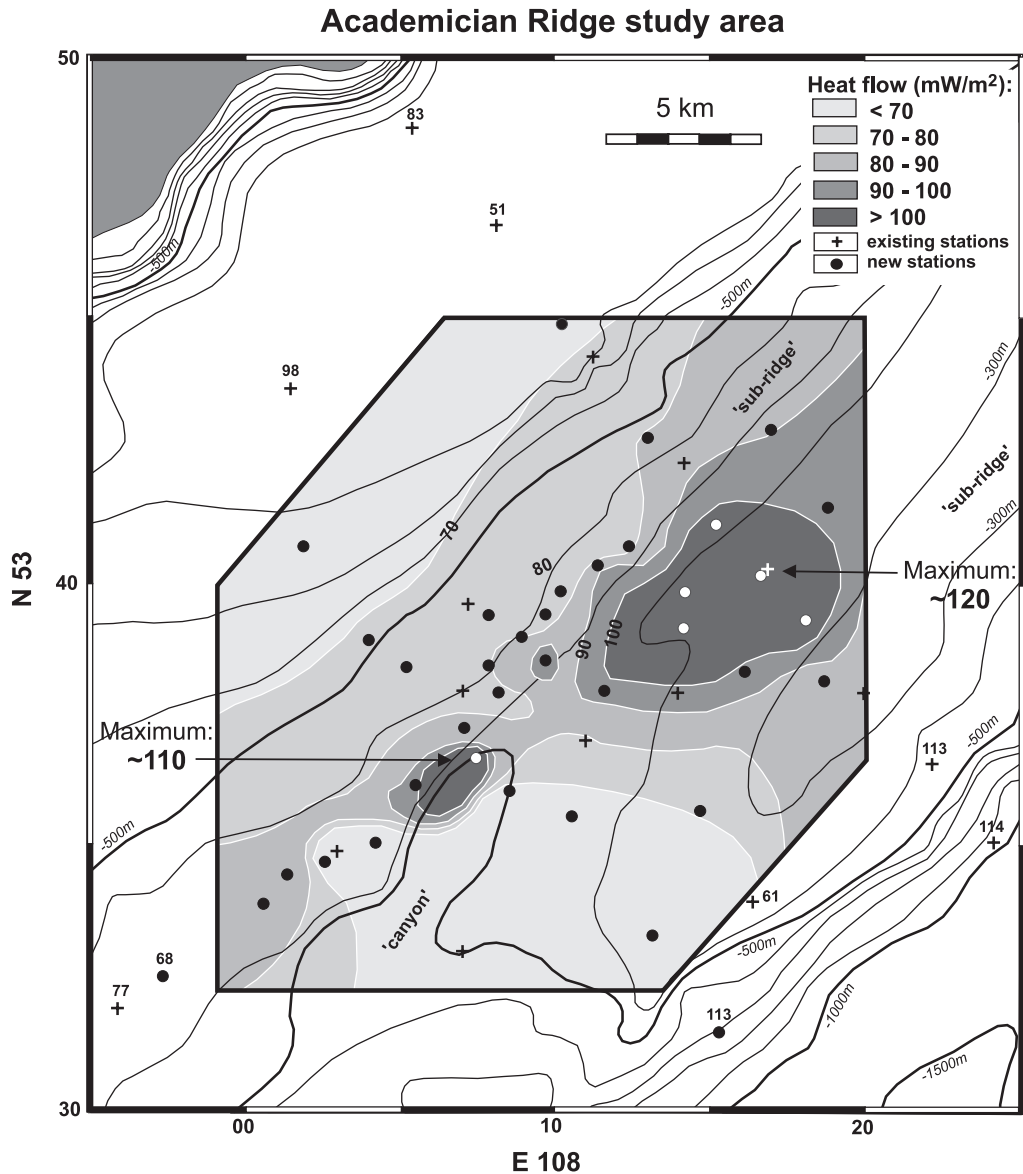 Academician Ridge study area
50
83
5 km
Heat flow (mW/m²):
< 70
70 - 80
80 - 90
90 - 100
> 100
existing stations
new stations
51
-500m
-500m
98
'sub-ridge'
-300m
'sub-ridge'
-300m
70
80
N 53
40
Maximum:
~120
90
100
Maximum:
~110
113
-500m
114
-500m
61
'canyon'
-500m
68
77
113
-1000m
-1500m
30
00
10
20
E 108